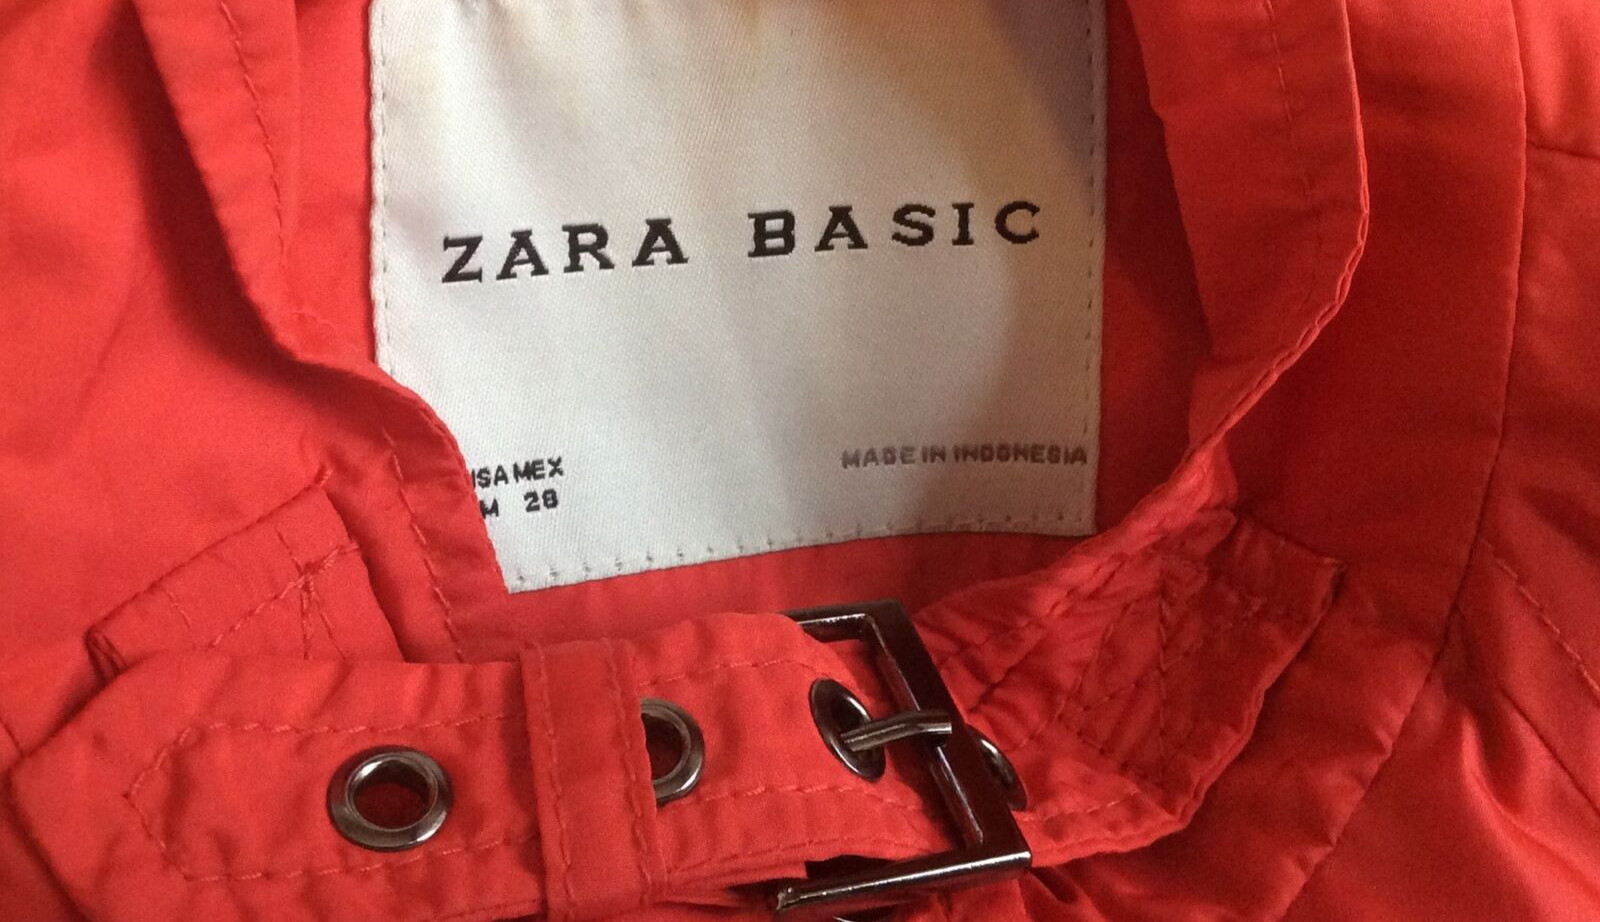 ZARA BASIC
USA MEX
M 28
MADE IN INDONESIA